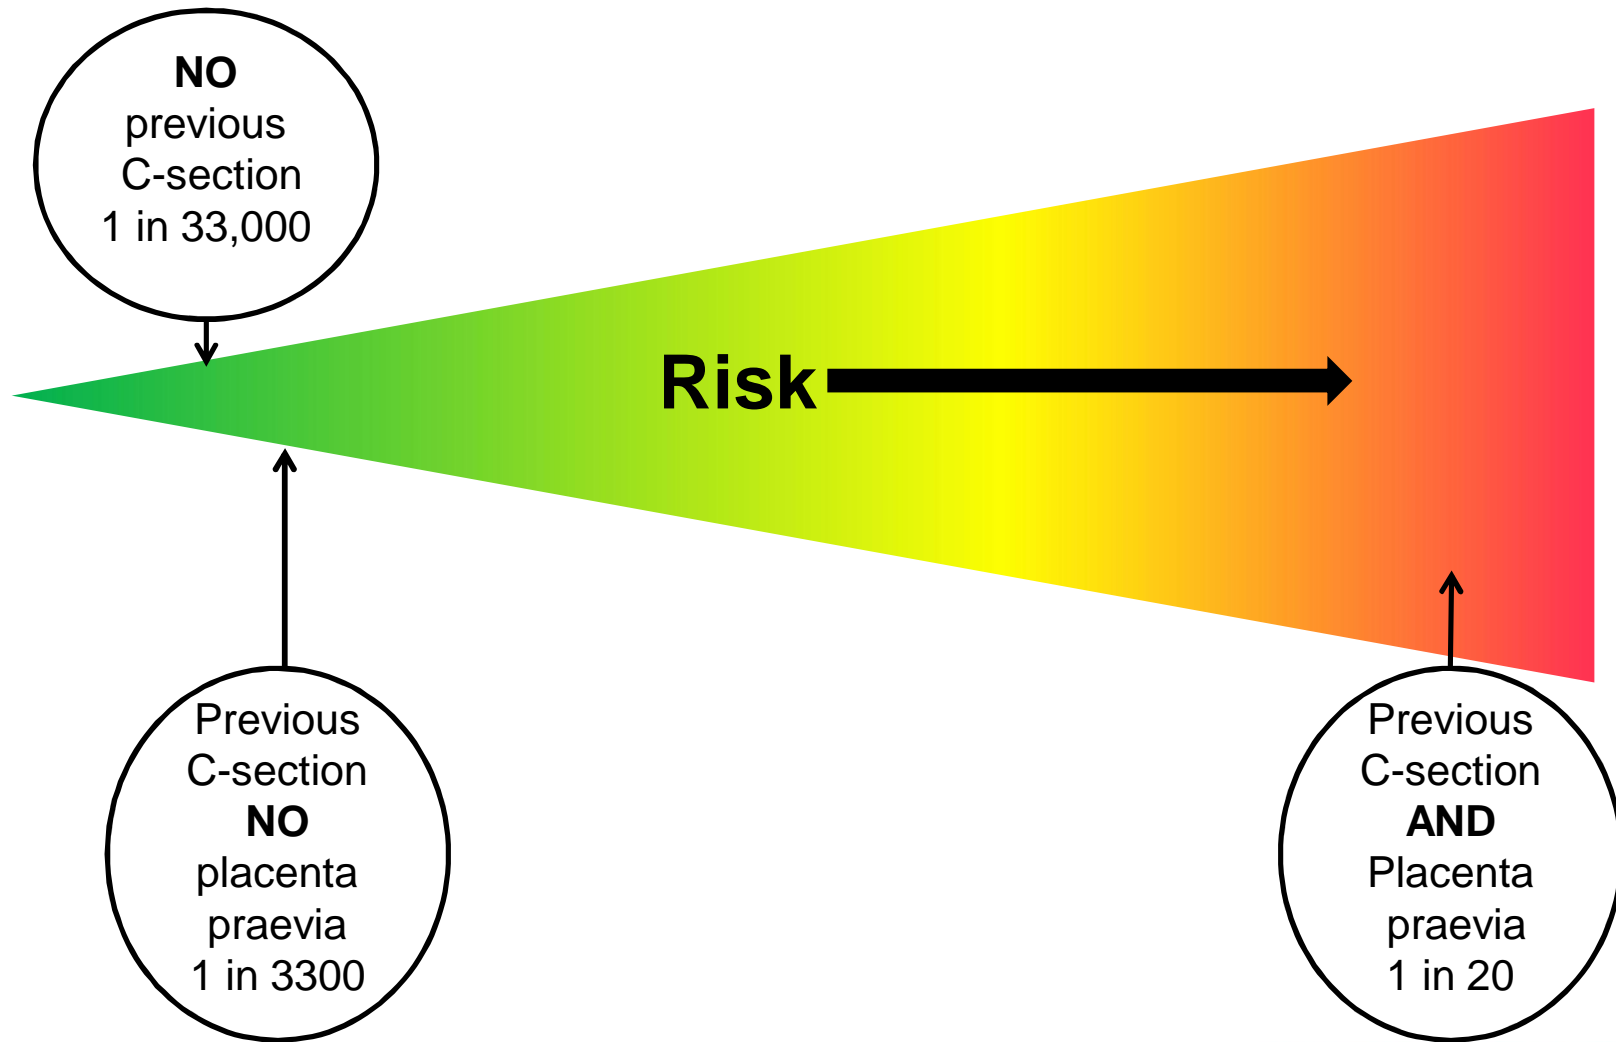 NO
previous
C-section
1 in 33,000
Risk
Previous
C-section
NO
placenta
praevia
1 in 3300
Previous
C-section
AND
Placenta
praevia
1 in 20